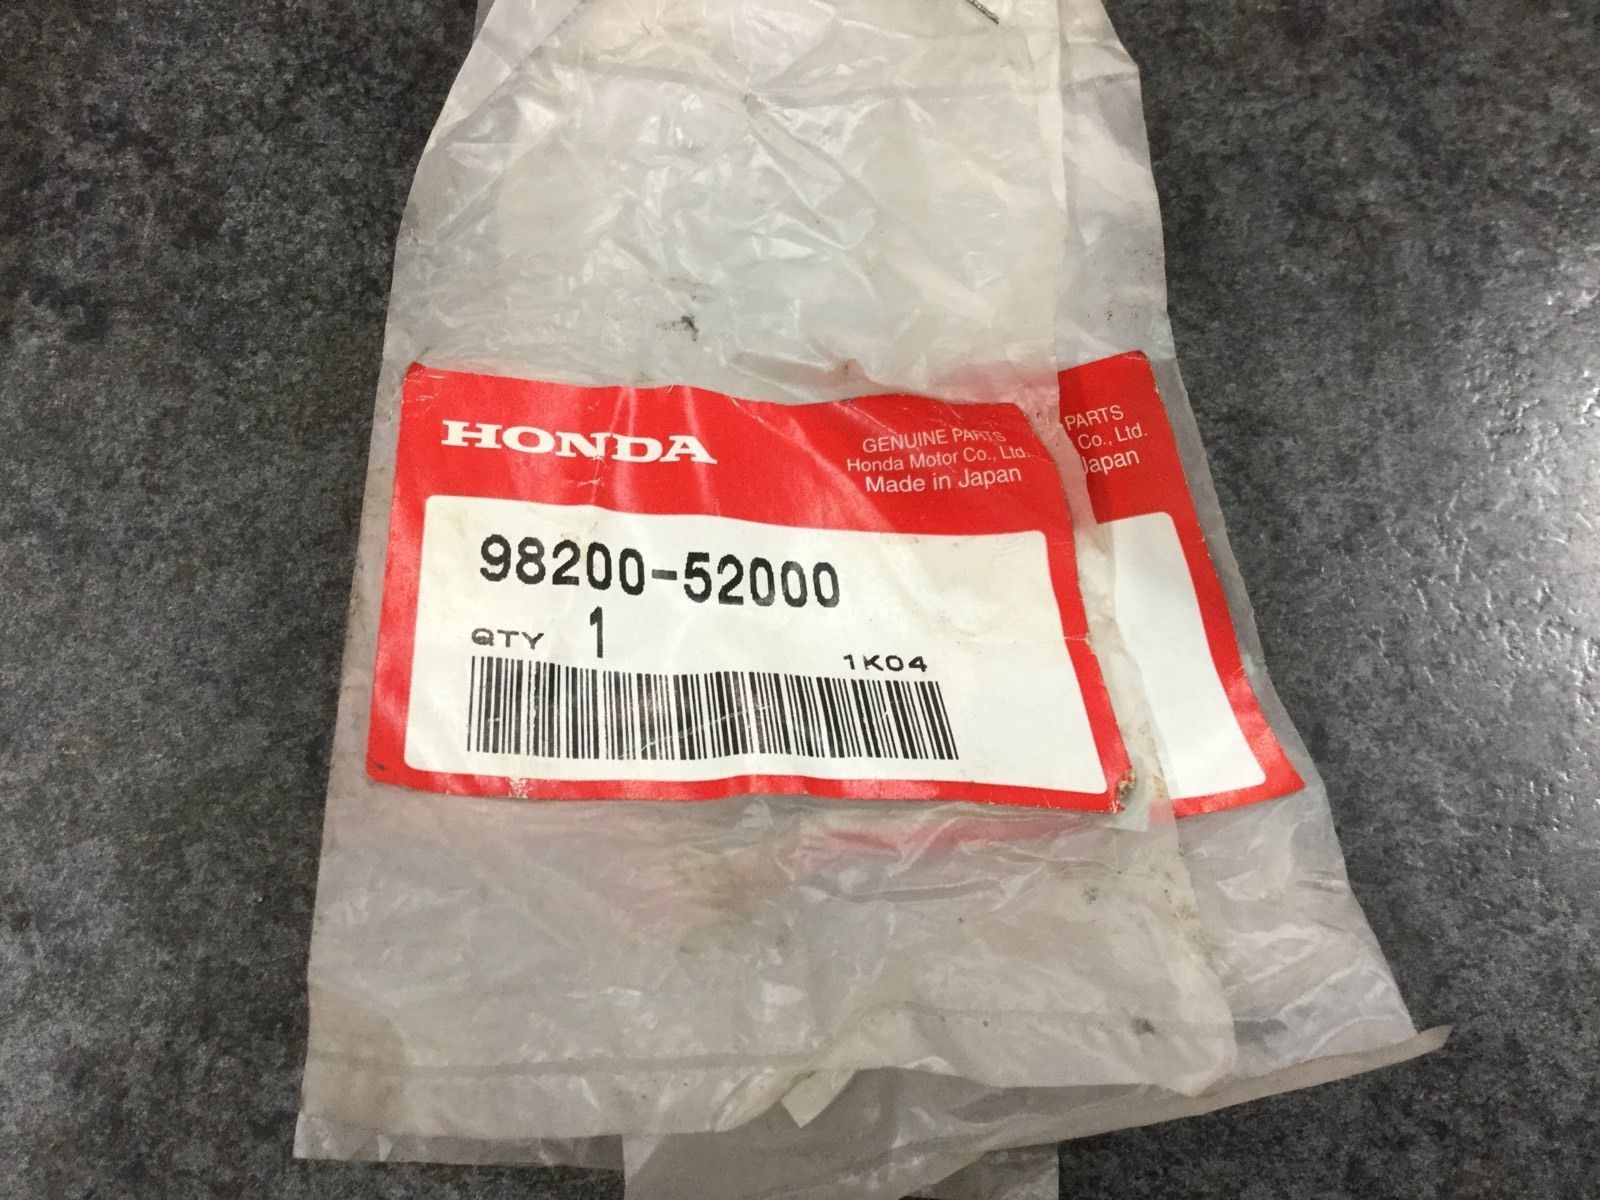 HONDA
GENUINE PARTS
Honda Motor Co., Ltd.
Made in Japan
98200-52000
QTY 1
1K04
PARTS
Co., Ltd.
Japan